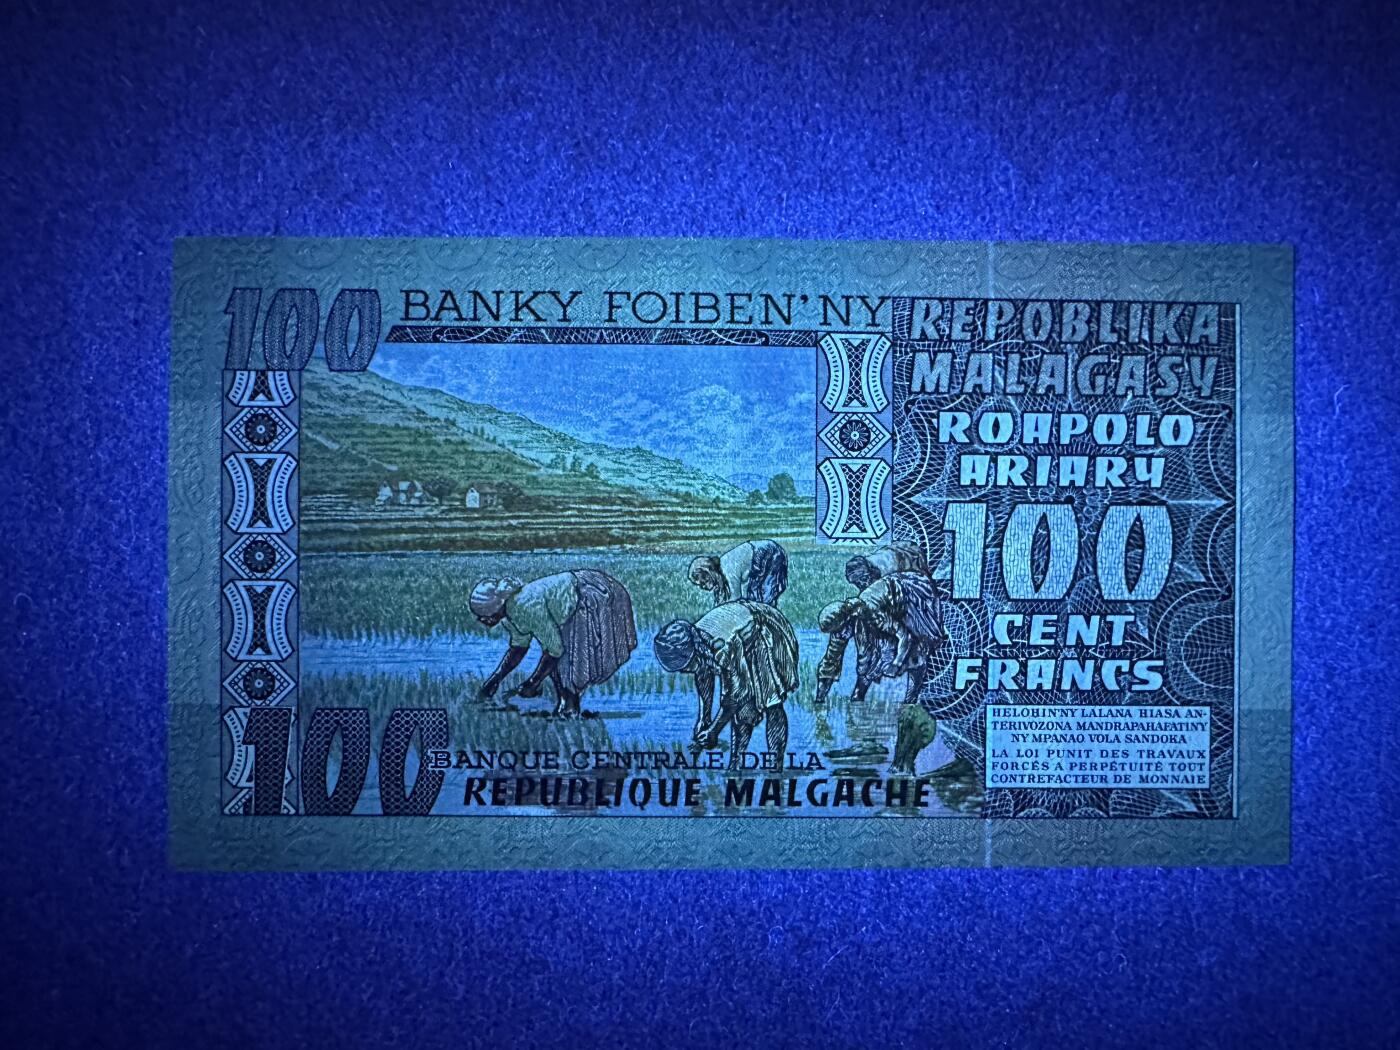 100
BANKY FOIBEN'NY
REPOBLIKA
MALAGASY
ROAPOLO
ARIARY
100
CENT
FRANCS
HELOHIN'NY LALANA HIASA AN-
TERIVOZONA MANDRAPAHAFATINY
NY MPANAO VOLA SANDOKA
LA LOI PUNIT DES TRAVAUX
FORCÉS A PERPÉTUITÉ TOUT
CONTREFACTEUR DE MONNAIE
100
BANQUE CENTRALE DE LA
REPUBLIQUE MALGACHE